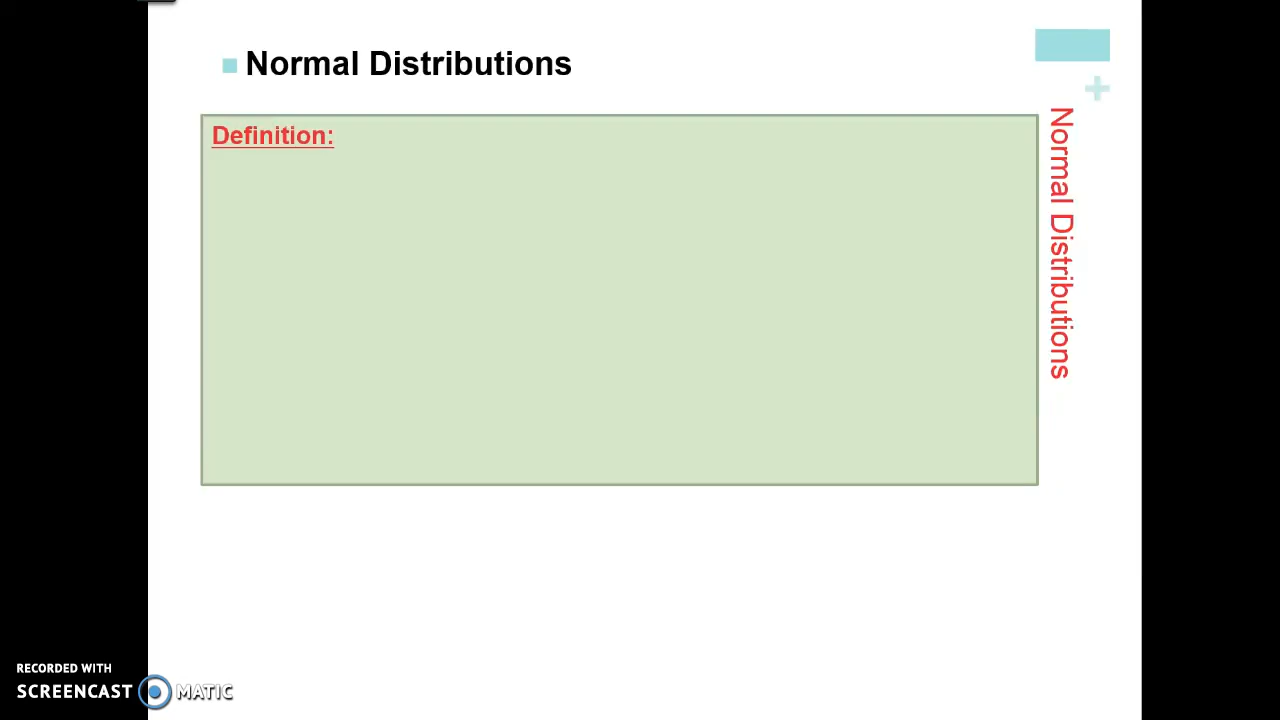 Normal Distributions
Definition:
Normal Distributions
RECORDED WITH
SCREENCAST MATIC